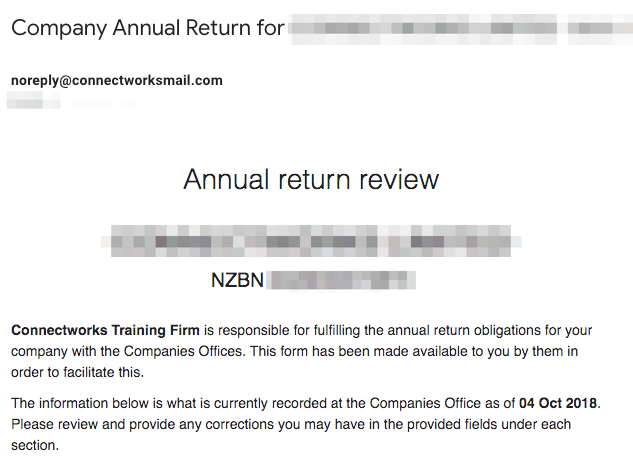 Company Annual Return for
noreply@connectworksmail.com
Annual return review
NZBN
Connectworks Training Firm is responsible for fulfilling the annual return obligations for your
company with the Companies Offices. This form has been made available to you by them in
order to facilitate this.
The information below is what is currently recorded at the Companies Office as of 04 Oct 2018.
Please review and provide any corrections you may have in the provided fields under each
section.